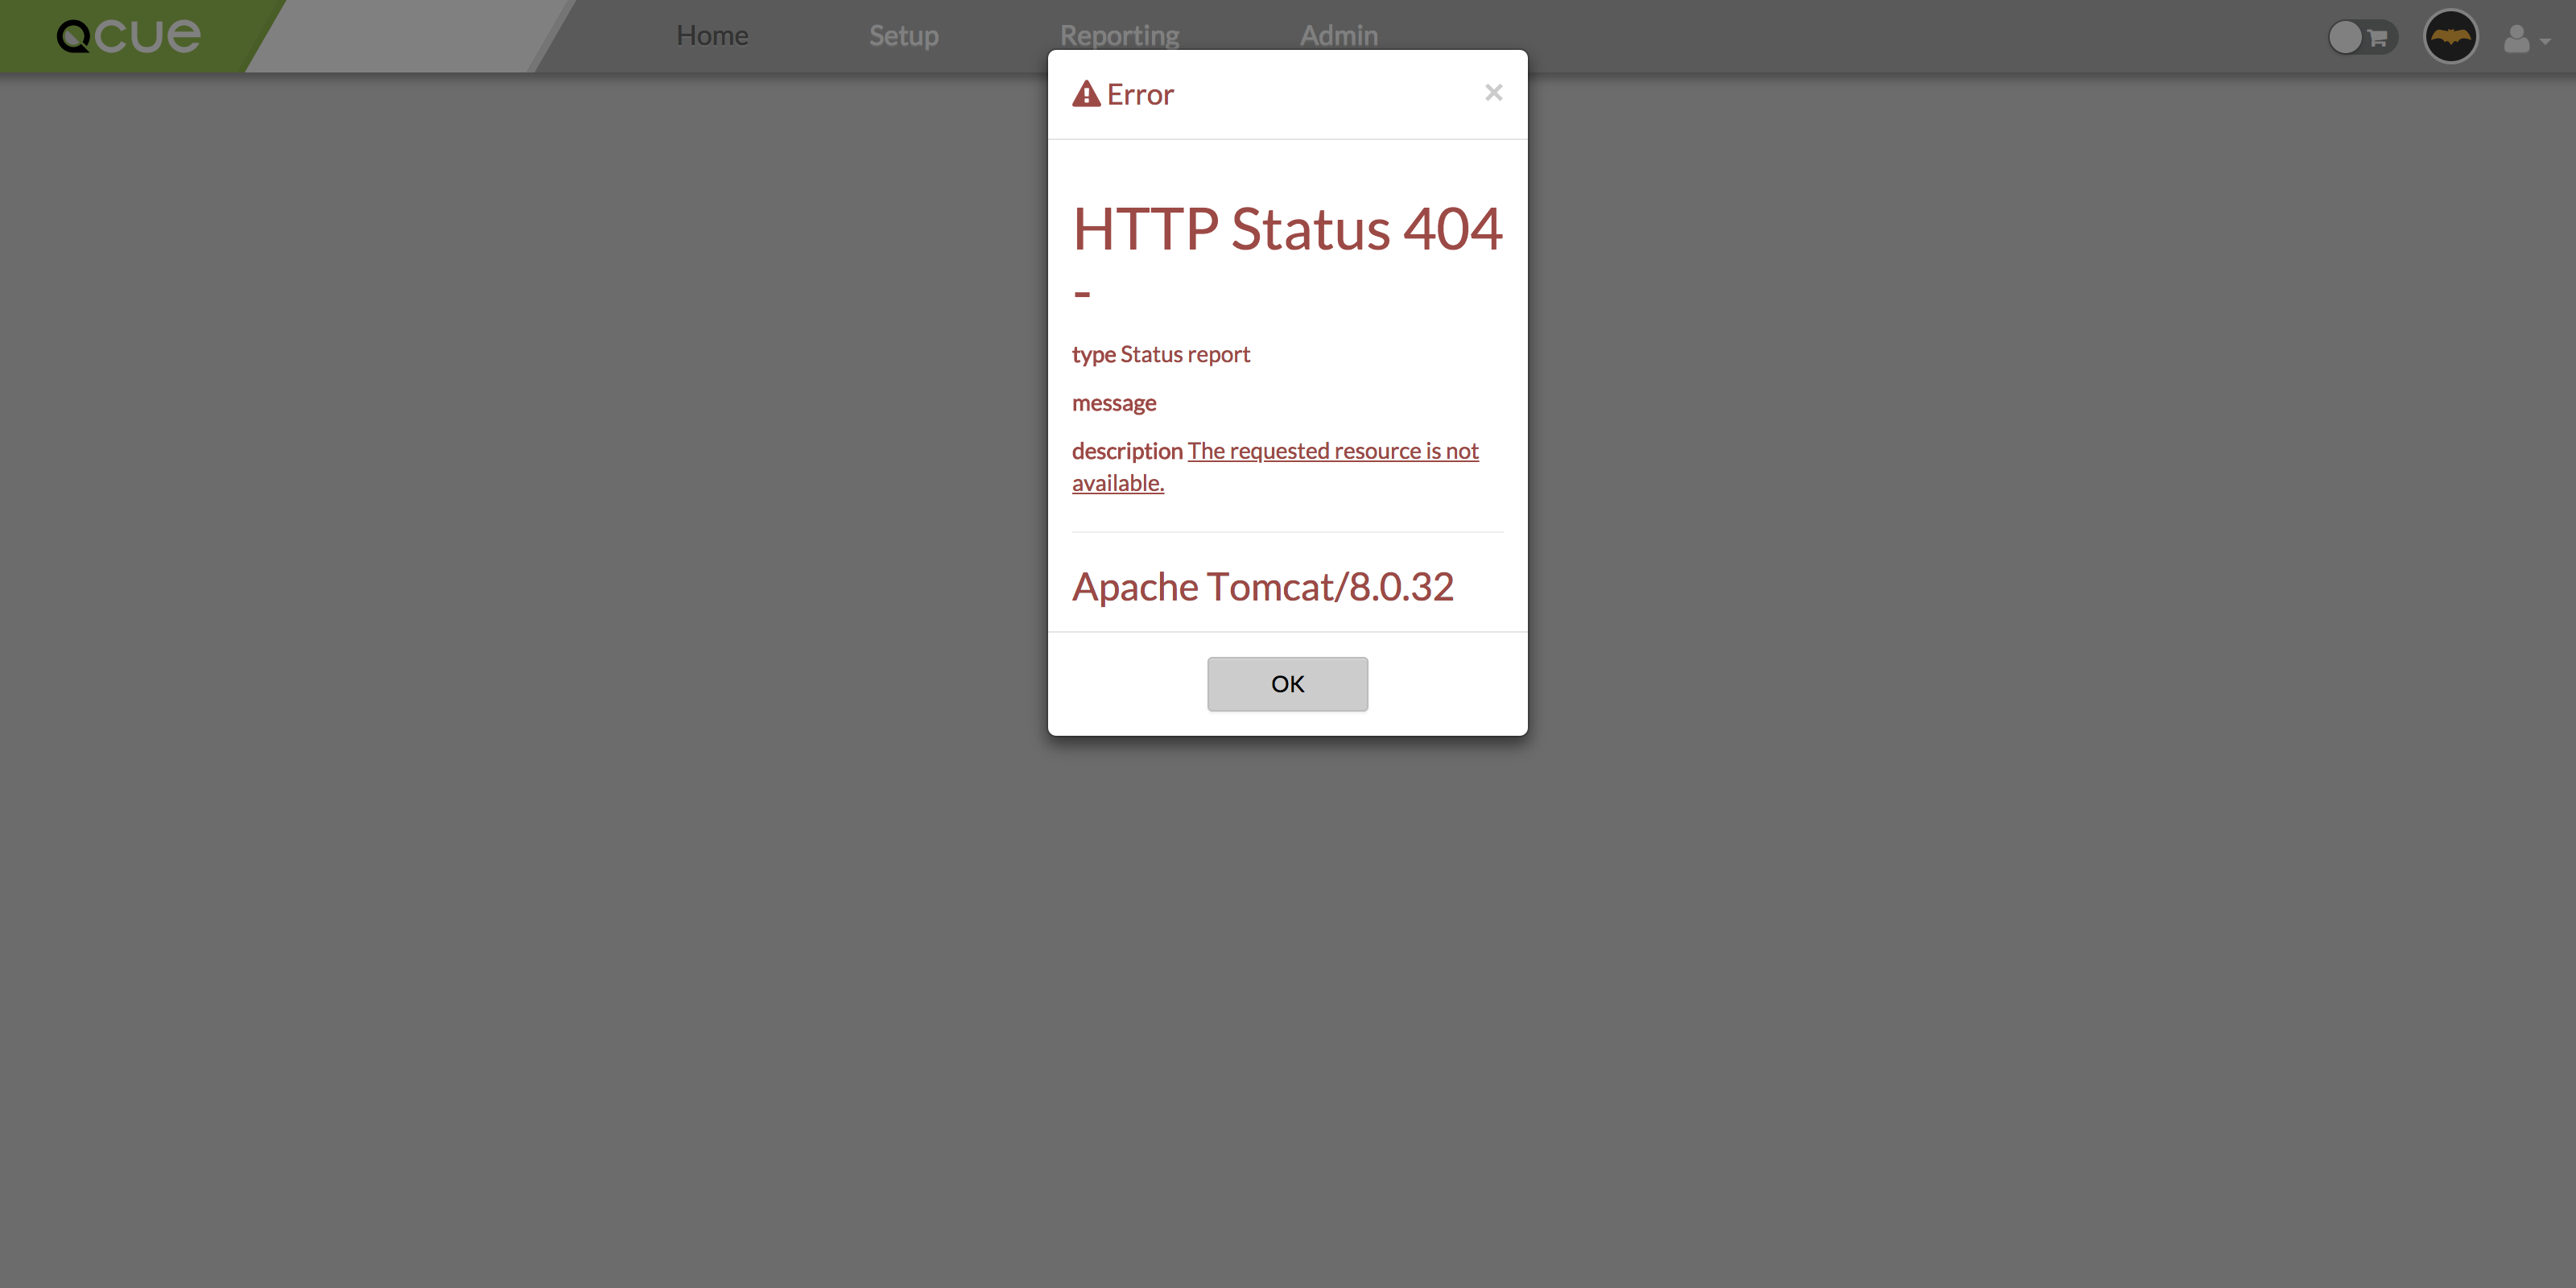 Qcue
Home Setup Reporting Admin
Error ×
HTTP Status 404
-
type Status report
message
description The requested resource is not
available.
Apache Tomcat/8.0.32
OK